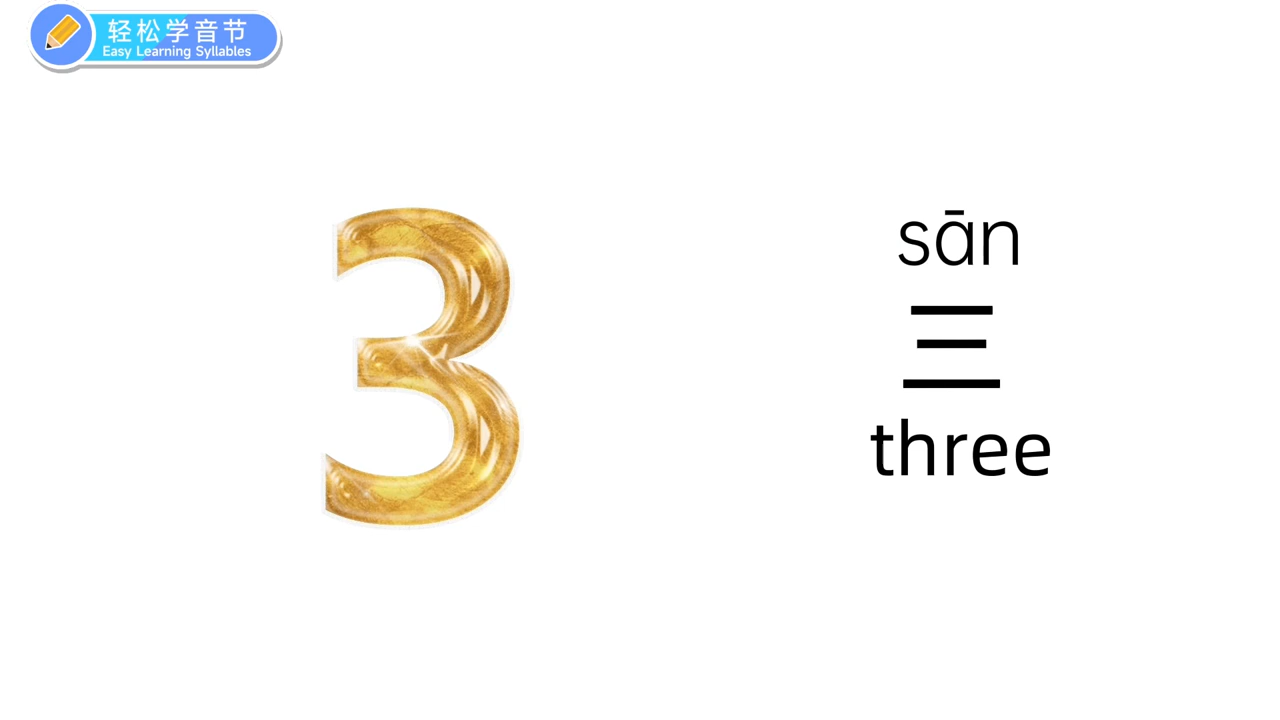 轻松学音节
Easy Learning Syllables
3
sān
三
three